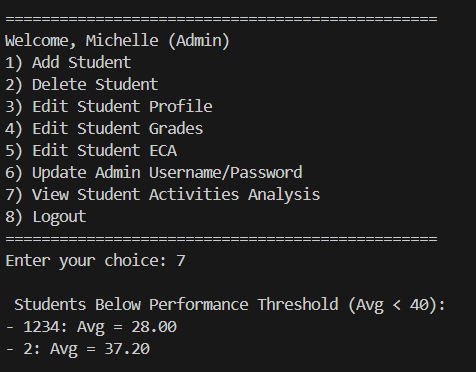 ================================================
Welcome, Michelle (Admin)
1) Add Student
2) Delete Student
3) Edit Student Profile
4) Edit Student Grades
5) Edit Student ECA
6) Update Admin Username/Password
7) View Student Activities Analysis
8) Logout
================================================
Enter your choice: 7
Students Below Performance Threshold (Avg < 40):
- 1234: Avg = 28.00
- 2: Avg = 37.20